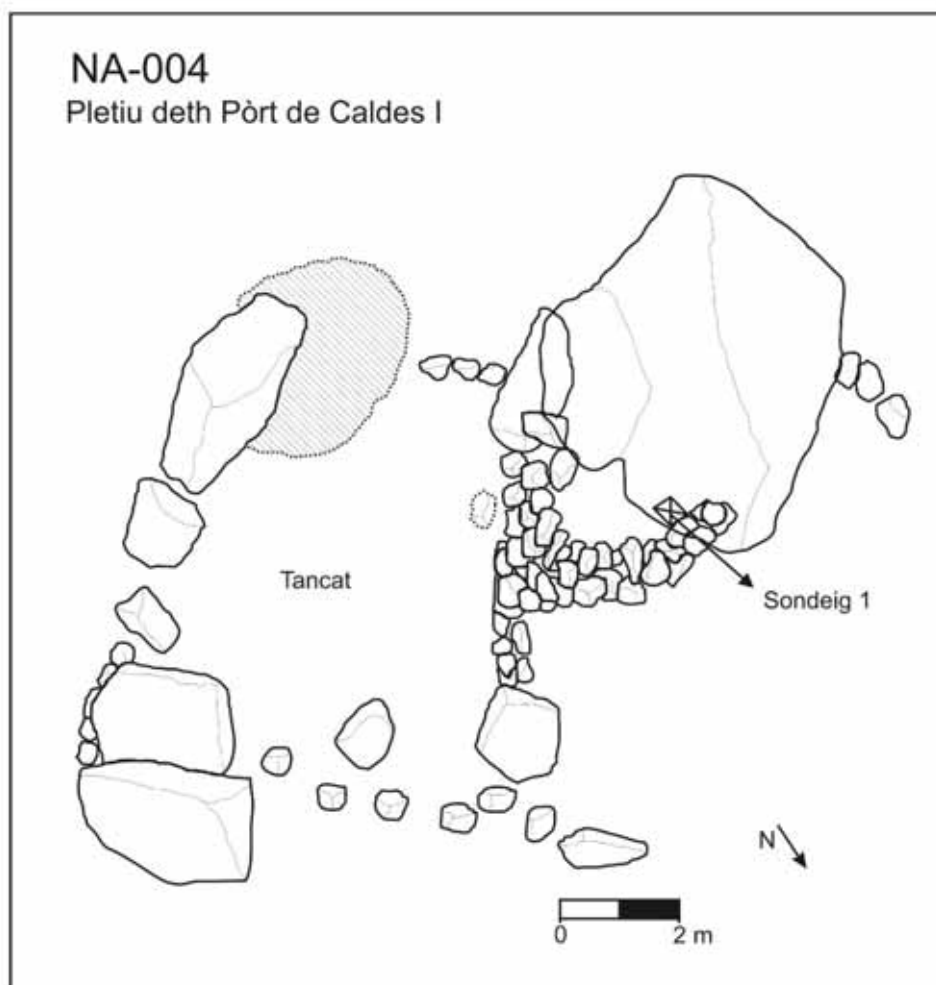 NA-004
Pletiu deth Pòrt de Caldes I
Tancat
Sondeig 1
N
0 2 m